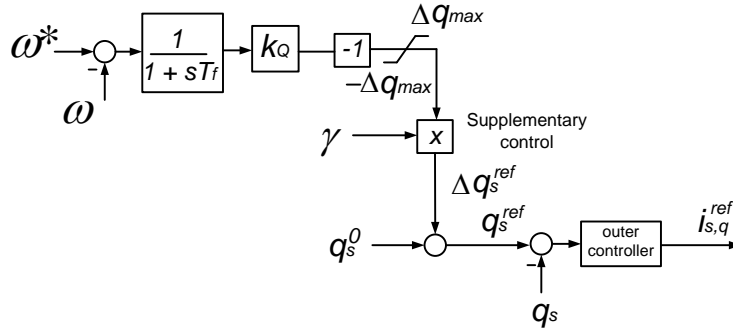 ω*
-
ω
1
1 + sT_f
k_Q
-1
Δq_max
−Δq_max
γ
x
Supplementary
control
Δq_s^ref
q_s^0
q_s^ref
-
q_s
outer
controller
i_{s,q}^ref